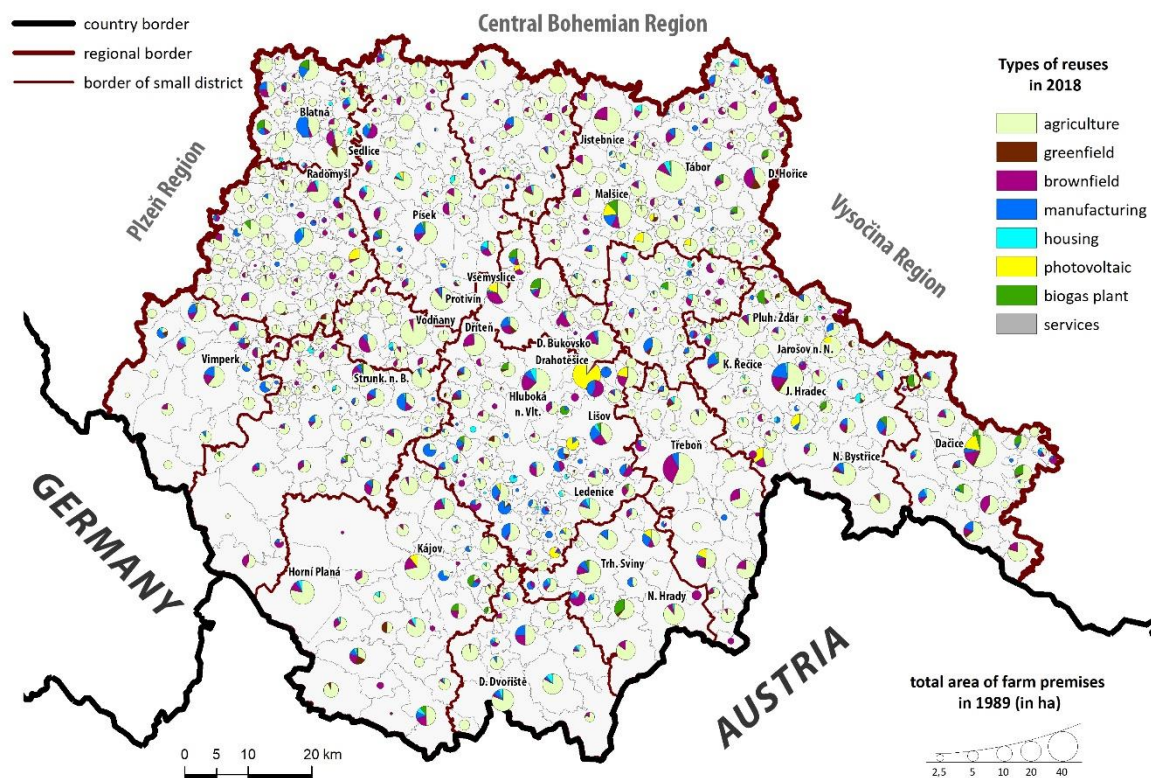 country border
regional border
border of small district
Central Bohemian Region
Plzeň Region
Vysočina Region
GERMANY
AUSTRIA
Types of reuses
in 2018
agriculture
greenfield
brownfield
manufacturing
housing
photovoltaic
biogas plant
services
Blatná
Sedlice
Radomyšl
Písek
Jistebnice
Tábor
D. Hořice
Malšice
Všemyslice
Protivín
Vodňany
Dříteň
D. Bukovsko
Drahotěšice
Pluh. Žďár
Jarošov n. N.
K. Řečice
J. Hradec
Vimperk
Strunk. n. B.
Hluboká
n. Vlt.
Lišov
Třeboň
Dačice
N. Bystřice
Ledenice
Kájov
Horní Planá
Trh. Sviny
N. Hrady
D. Dvořiště
total area of farm premises
in 1989 (in ha)
2,5 5 10 20 40
0 5 10 20 km